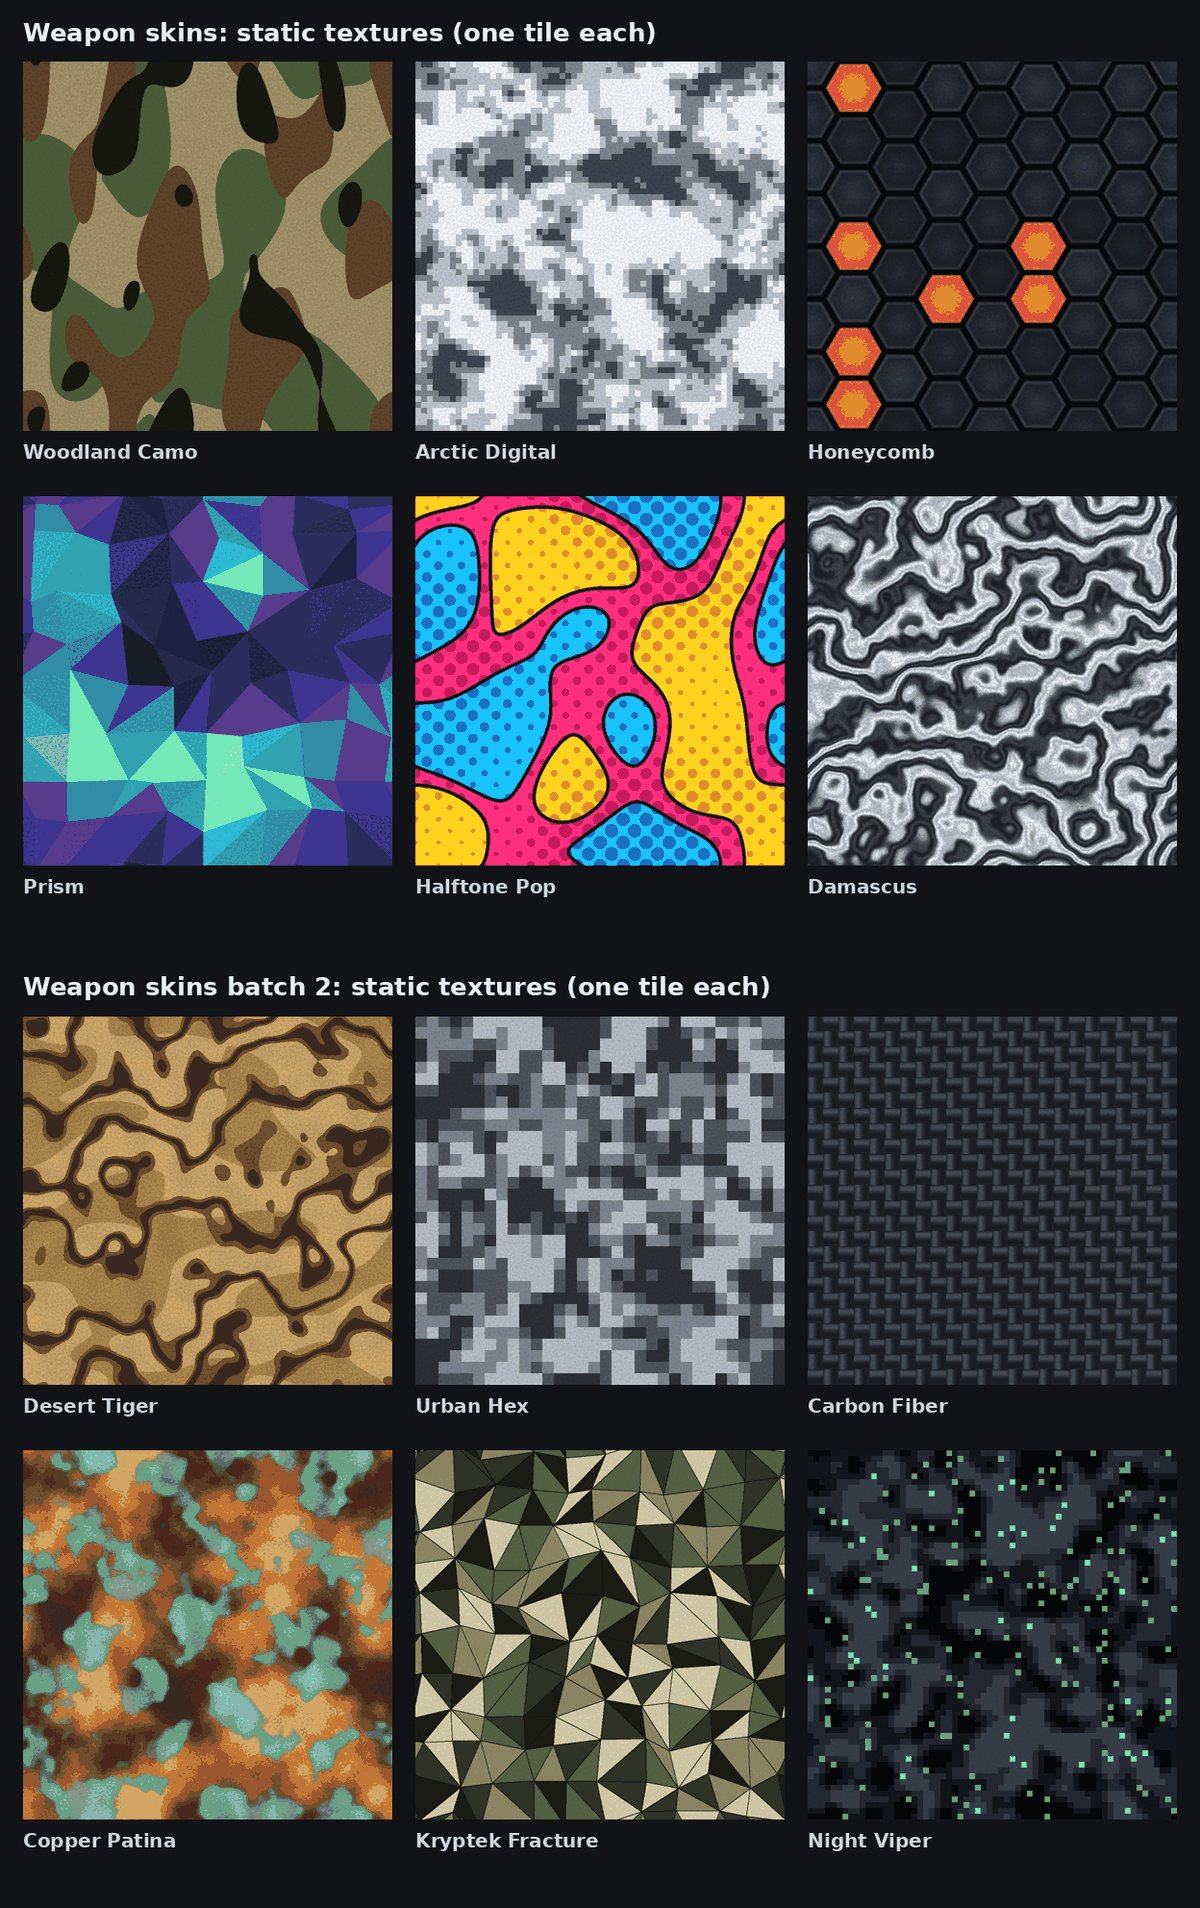 Weapon skins: static textures (one tile each)
Woodland Camo
Arctic Digital
Honeycomb
Prism
Halftone Pop
Damascus
Weapon skins batch 2: static textures (one tile each)
Desert Tiger
Urban Hex
Carbon Fiber
Copper Patina
Kryptek Fracture
Night Viper